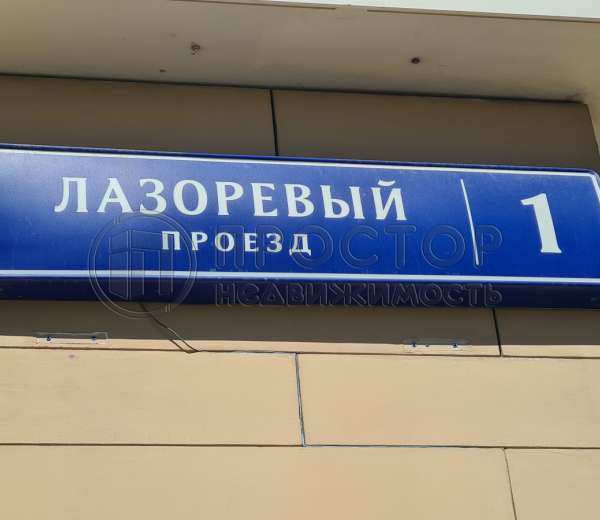 ЛАЗОРЕВЫЙ
ПРОЕЗД
1
ПРОСТОР
недвижимость